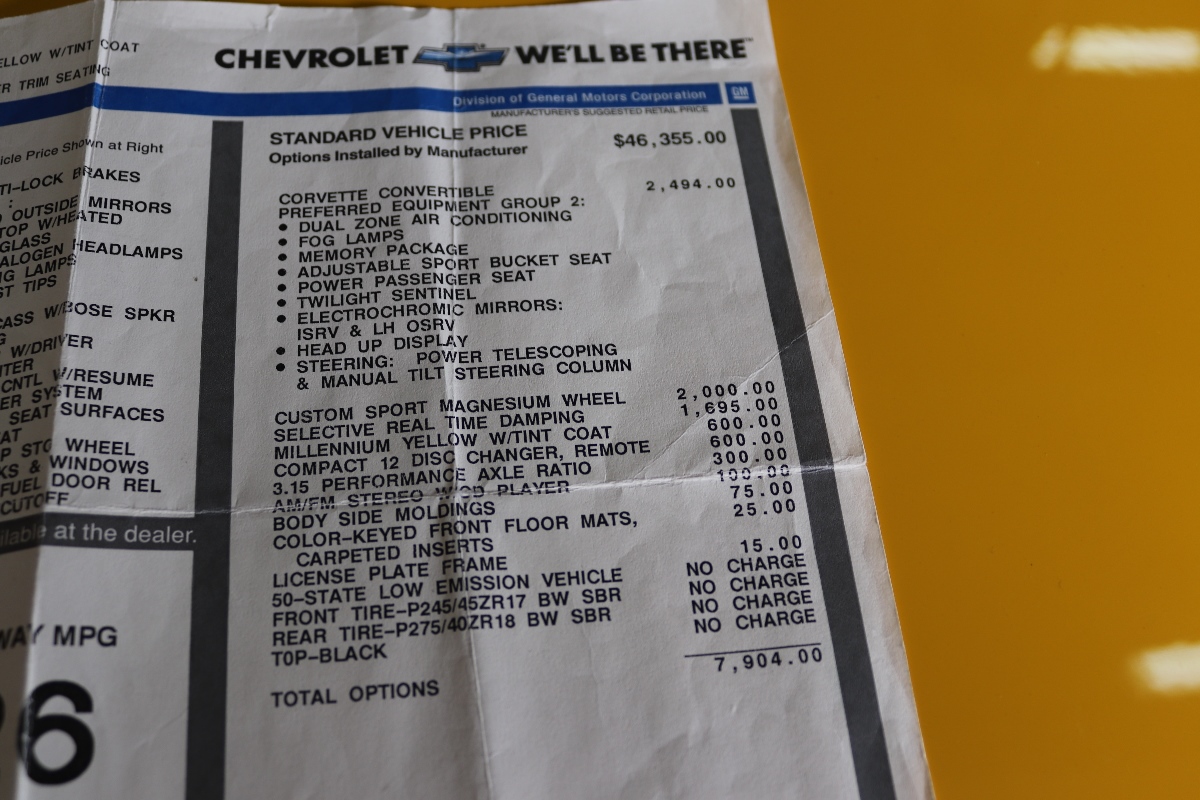 ELLOW W/TINT COAT
R TRIM SEATING
CHEVROLET WE'LL BE THERE™
Division of General Motors Corporation GM
MANUFACTURER'S SUGGESTED RETAIL PRICE
icle Price Shown at Right
TI-LOCK BRAKES
:
OUTSIDE MIRRORS
TOP W/HEATED
GLASS
ALOGEN HEADLAMPS
NG LAMPS
ST TIPS
CASS W/BOSE SPKR
G
W/DRIVER
TER
CNTL W/RESUME
ER SYSTEM
SEAT SURFACES
AT
P STG WHEEL
KS & WINDOWS
FUEL DOOR REL
CUTOFF
ilable at the dealer.
WAY MPG
26
STANDARD VEHICLE PRICE $46,355.00
Options Installed by Manufacturer
CORVETTE CONVERTIBLE 2,494.00
PREFERRED EQUIPMENT GROUP 2:
• DUAL ZONE AIR CONDITIONING
• FOG LAMPS
• MEMORY PACKAGE
• ADJUSTABLE SPORT BUCKET SEAT
• POWER PASSENGER SEAT
• TWILIGHT SENTINEL
• ELECTROCHROMIC MIRRORS:
ISRV & LH OSRV
• HEAD UP DISPLAY
• STEERING: POWER TELESCOPING
& MANUAL TILT STEERING COLUMN
CUSTOM SPORT MAGNESIUM WHEEL 2,000.00
SELECTIVE REAL TIME DAMPING 1,695.00
MILLENNIUM YELLOW W/TINT COAT 600.00
COMPACT 12 DISC CHANGER, REMOTE 600.00
3.15 PERFORMANCE AXLE RATIO 300.00
AM/FM STEREO W/CD PLAYER 100.00
BODY SIDE MOLDINGS 75.00
COLOR-KEYED FRONT FLOOR MATS, 25.00
CARPETED INSERTS
LICENSE PLATE FRAME 15.00
50-STATE LOW EMISSION VEHICLE NO CHARGE
FRONT TIRE-P245/45ZR17 BW SBR NO CHARGE
REAR TIRE-P275/40ZR18 BW SBR NO CHARGE
TOP-BLACK NO CHARGE
TOTAL OPTIONS 7,904.00